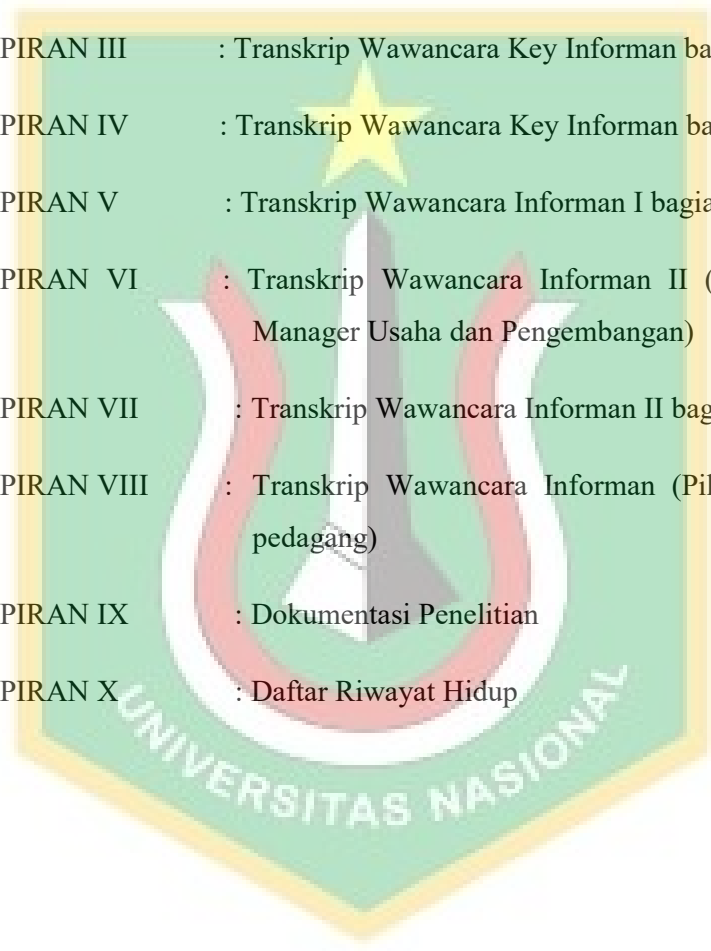 PIRAN III : Transkrip Wawancara Key Informan ba
PIRAN IV : Transkrip Wawancara Key Informan ba
PIRAN V : Transkrip Wawancara Informan I bagia
PIRAN VI : Transkrip Wawancara Informan II (
Manager Usaha dan Pengembangan)
PIRAN VII : Transkrip Wawancara Informan II bag
PIRAN VIII : Transkrip Wawancara Informan (Pil
pedagang)
PIRAN IX : Dokumentasi Penelitian
PIRAN X : Daftar Riwayat Hidup
UNIVERSITAS NASIONAL